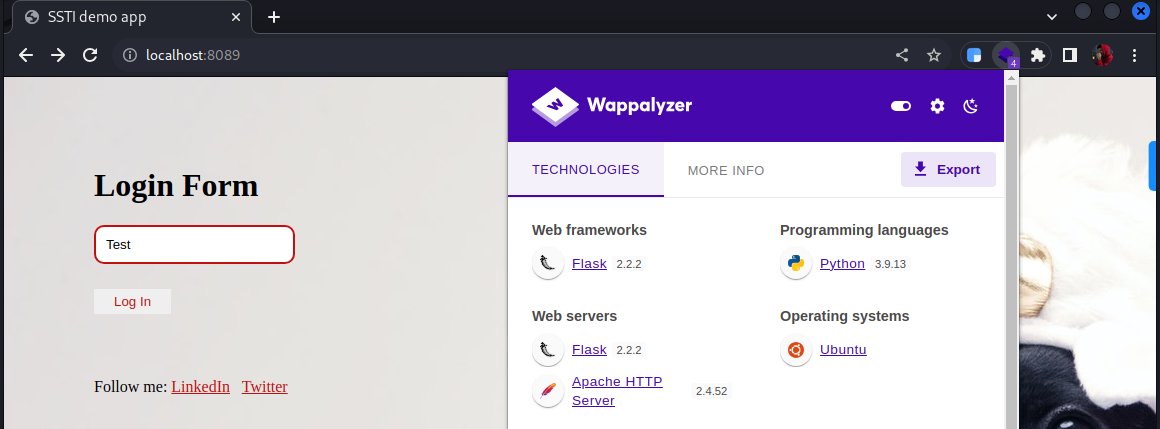 SSTI demo app
localhost:8089
4
Wappalyzer
TECHNOLOGIES
MORE INFO
Export
Login Form
Test
Log In
Follow me: LinkedIn Twitter
Web frameworks
Flask 2.2.2
Programming languages
Python 3.9.13
Web servers
Flask 2.2.2
Apache HTTP
Server
2.4.52
Operating systems
Ubuntu